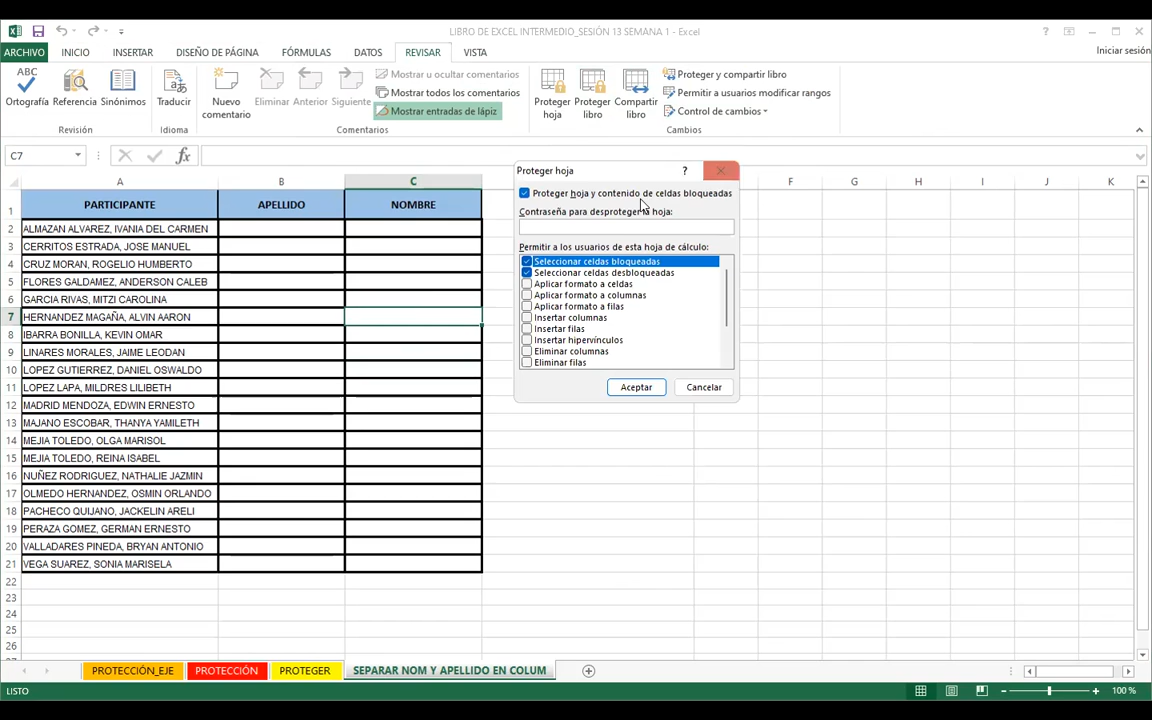 LIBRO DE EXCEL INTERMEDIO_SESIÓN 13 SEMANA 1 - Excel
ARCHIVO INICIO INSERTAR DISEÑO DE PÁGINA FÓRMULAS DATOS REVISAR VISTA Iniciar sesión
ABC Ortografía
Referencia
Sinónimos
Revisión
Traducir
Idioma
Nuevo comentario
Eliminar
Anterior
Siguiente
Mostrar u ocultar comentarios
Mostrar todos los comentarios
Mostrar entradas de lápiz
Comentarios
Proteger hoja
Proteger libro
Compartir libro
Proteger y compartir libro
Permitir a usuarios modificar rangos
Control de cambios
Cambios
C7 fx
A B C F G H I J K
1 PARTICIPANTE APELLIDO NOMBRE
2 ALMAZAN ALVAREZ, IVANIA DEL CARMEN
3 CERRITOS ESTRADA, JOSE MANUEL
4 CRUZ MORAN, ROGELIO HUMBERTO
5 FLORES GALDAMEZ, ANDERSON CALEB
6 GARCIA RIVAS, MITZI CAROLINA
7 HERNANDEZ MAGAÑA, ALVIN AARON
8 IBARRA BONILLA, KEVIN OMAR
9 LINARES MORALES, JAIME LEODAN
10 LOPEZ GUTIERREZ, DANIEL OSWALDO
11 LOPEZ LAPA, MILDRES LILIBETH
12 MADRID MENDOZA, EDWIN ERNESTO
13 MAJANO ESCOBAR, THANYA YAMILETH
14 MEJIA TOLEDO, OLGA MARISOL
15 MEJIA TOLEDO, REINA ISABEL
16 NUÑEZ RODRIGUEZ, NATHALIE JAZMIN
17 OLMEDO HERNANDEZ, OSMIN ORLANDO
18 PACHECO QUIJANO, JACKELIN ARELI
19 PERAZA GOMEZ, GERMAN ERNESTO
20 VALLADARES PINEDA, BRYAN ANTONIO
21 VEGA SUAREZ, SONIA MARISELA
22
23
24
25
26
Proteger hoja ?
Proteger hoja y contenido de celdas bloqueadas
Contraseña para desproteger la hoja:
Permitir a los usuarios de esta hoja de cálculo:
Seleccionar celdas bloqueadas
Seleccionar celdas desbloqueadas
Aplicar formato a celdas
Aplicar formato a columnas
Aplicar formato a filas
Insertar columnas
Insertar filas
Insertar hipervínculos
Eliminar columnas
Eliminar filas
Aceptar Cancelar
PROTECCIÓN_EJE PROTECCIÓN PROTEGER SEPARAR NOM Y APELLIDO EN COLUM
LISTO 100 %